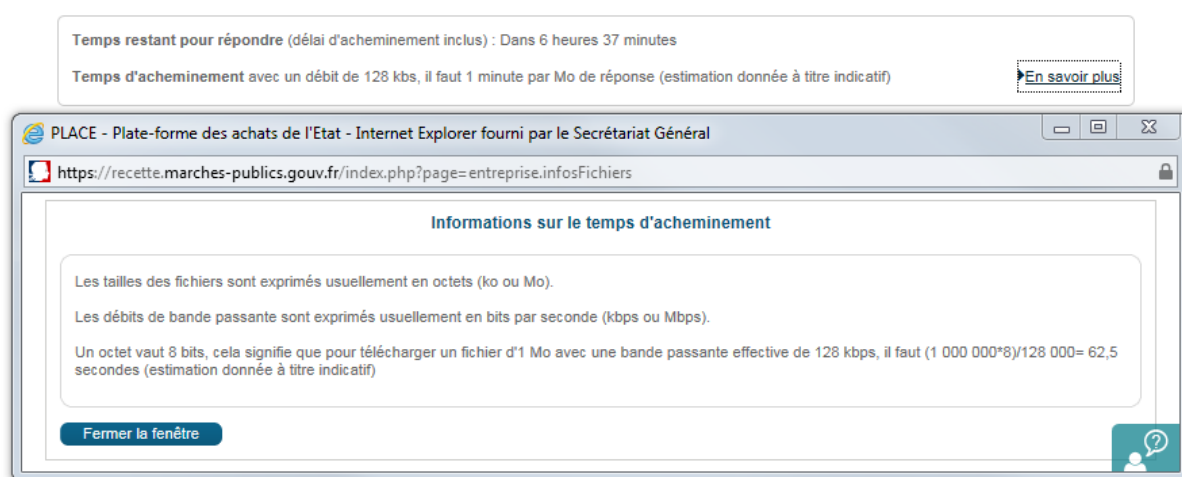 Temps restant pour répondre (délai d'acheminement inclus) : Dans 6 heures 37 minutes
Temps d'acheminement avec un débit de 128 kbs, il faut 1 minute par Mo de réponse (estimation donnée à titre indicatif) En savoir plus
PLACE - Plate-forme des achats de l'Etat - Internet Explorer fourni par le Secrétariat Général
https://recette.marches-publics.gouv.fr/index.php?page=entreprise.infosFichiers
Informations sur le temps d'acheminement
Les tailles des fichiers sont exprimés usuellement en octets (ko ou Mo).
Les débits de bande passante sont exprimés usuellement en bits par seconde (kbps ou Mbps).
Un octet vaut 8 bits, cela signifie que pour télécharger un fichier d'1 Mo avec une bande passante effective de 128 kbps, il faut (1 000 000*8)/128 000= 62,5
secondes (estimation donnée à titre indicatif)
Fermer la fenêtre